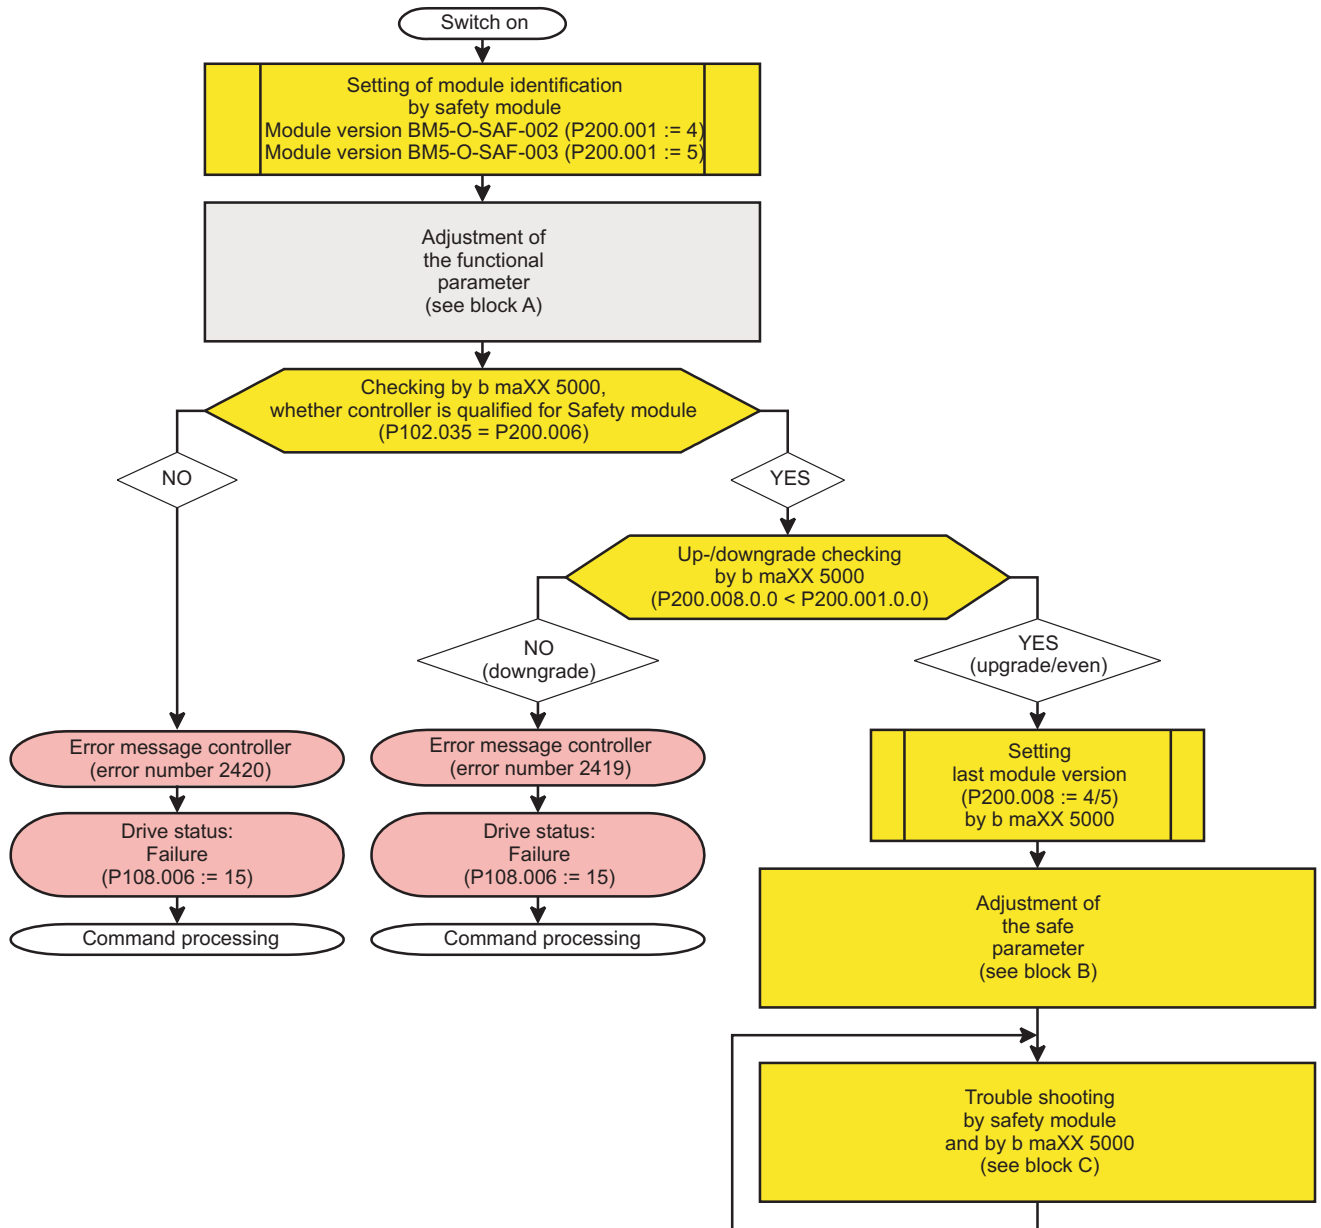 Switch on
Setting of module identification
by safety module
Module version BM5-O-SAF-002 (P200.001 := 4)
Module version BM5-O-SAF-003 (P200.001 := 5)
Adjustment of
the functional
parameter
(see block A)
Checking by b maXX 5000,
whether controller is qualified for Safety module
(P102.035 = P200.006)
NO
YES
Up-/downgrade checking
by b maXX 5000
(P200.008.0.0 < P200.001.0.0)
NO
(downgrade)
YES
(upgrade/even)
Error message controller
(error number 2420)
Error message controller
(error number 2419)
Setting
last module version
(P200.008 := 4/5)
by b maXX 5000
Drive status:
Failure
(P108.006 := 15)
Drive status:
Failure
(P108.006 := 15)
Command processing
Command processing
Adjustment of
the safe
parameter
(see block B)
Trouble shooting
by safety module
and by b maXX 5000
(see block C)